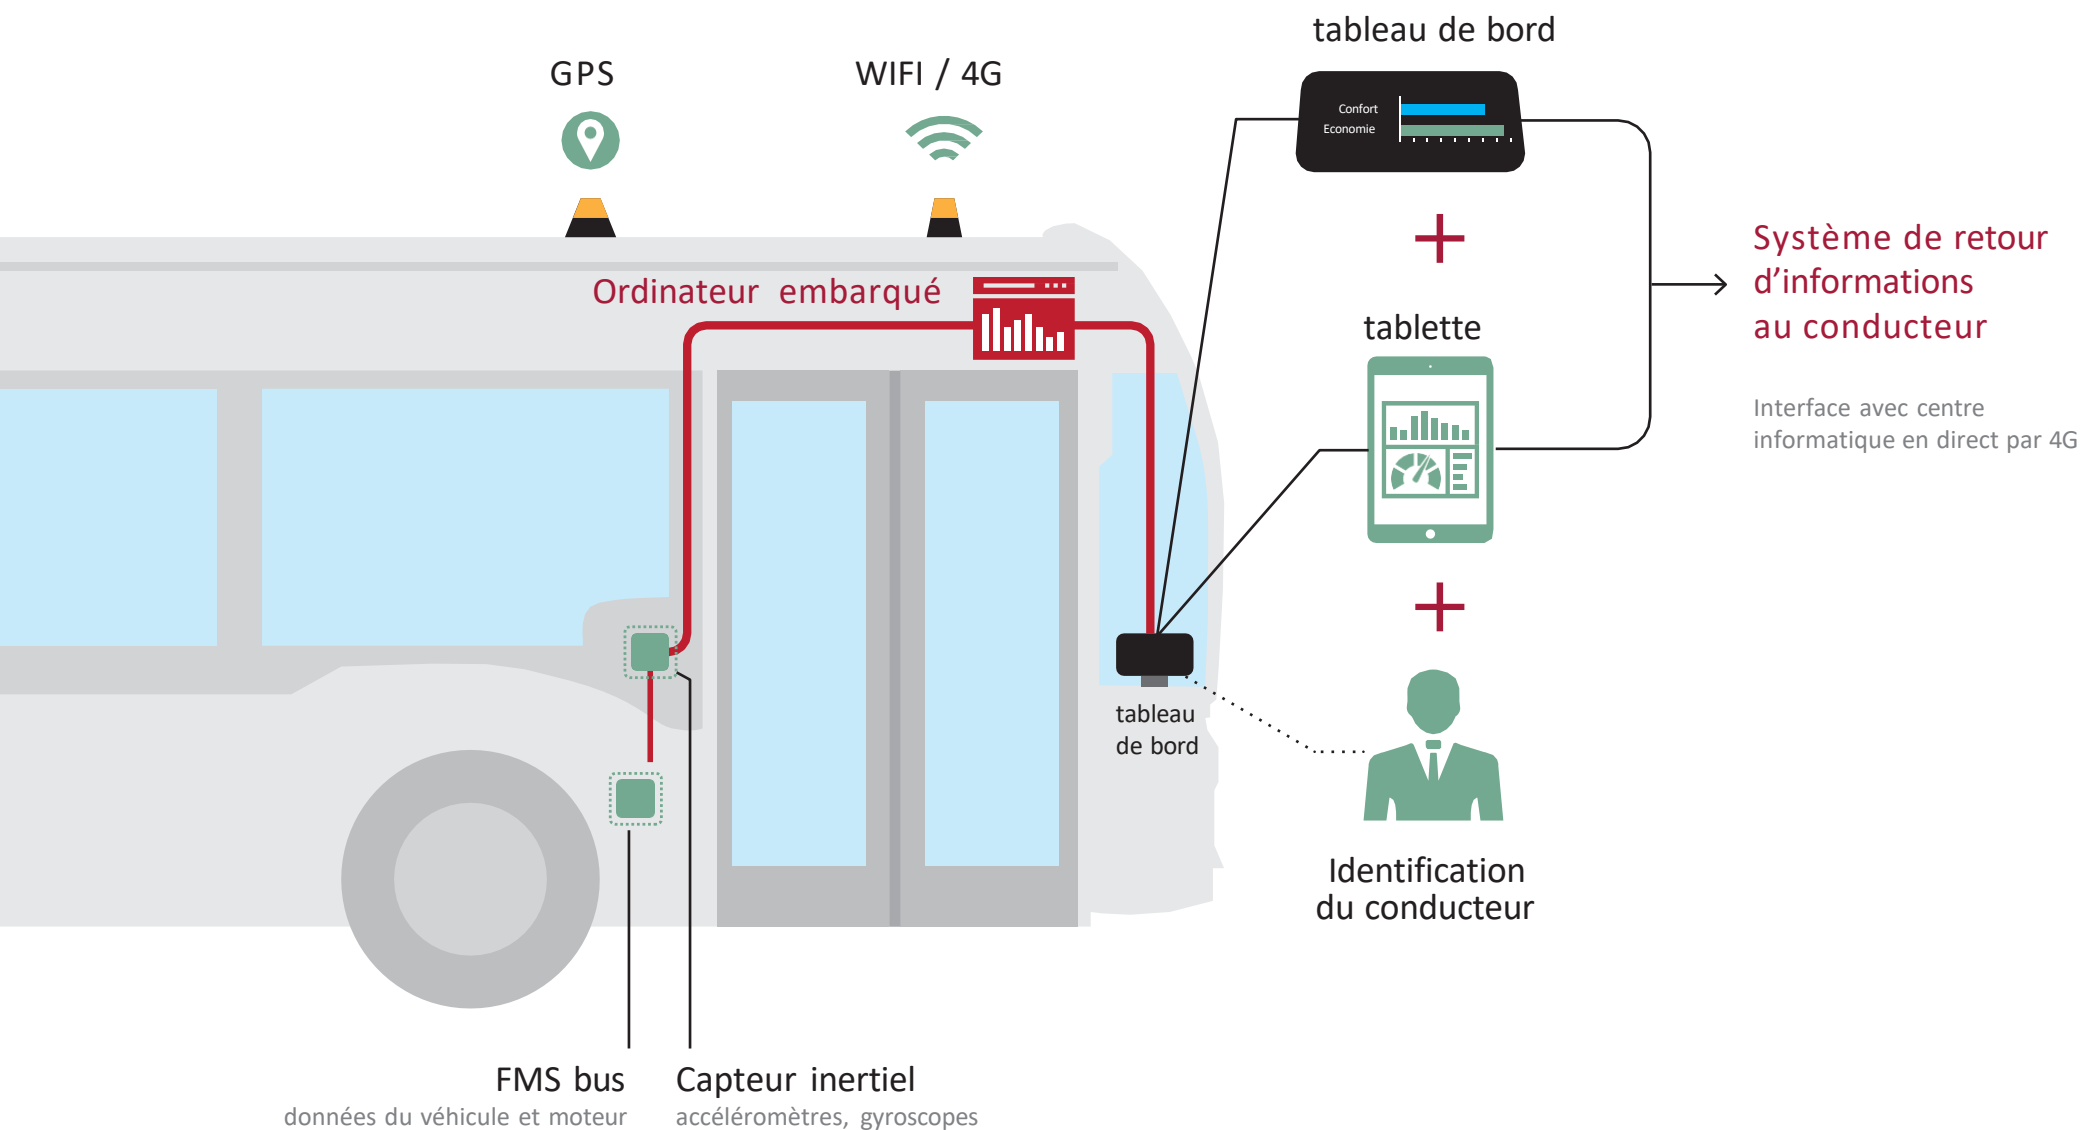 tableau de bord
GPS
WIFI / 4G
Confort
Economie
Système de retour
d’informations
au conducteur
Ordinateur embarqué
tablette
Interface avec centre
informatique en direct par 4G
tableau
de bord
Identification
du conducteur
FMS bus
données du véhicule et moteur
Capteur inertiel
accéléromètres, gyroscopes